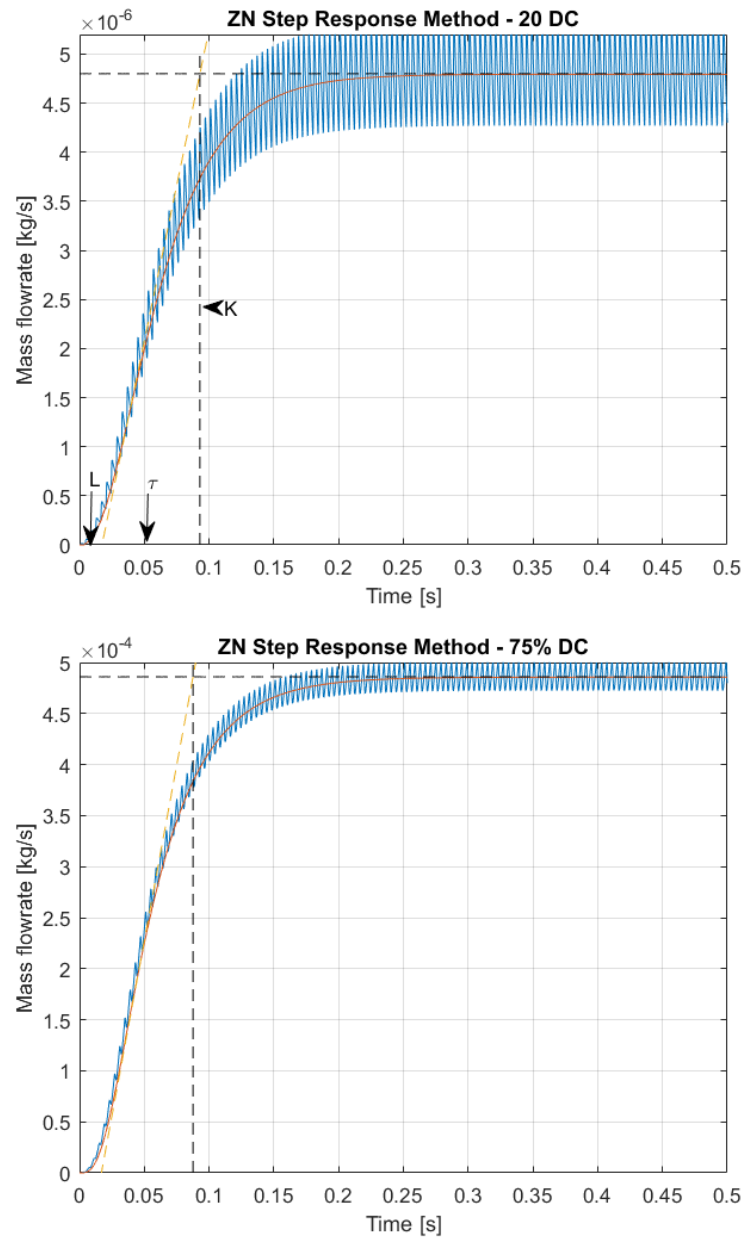 ZN Step Response Method - 20 DC
×10⁻⁶
5
4.5
4
3.5
3
2.5
2
1.5
1
0.5
0
Mass flowrate [kg/s]
K
L
τ
0 0.05 0.1 0.15 0.2 0.25 0.3 0.35 0.4 0.45 0.5
Time [s]
ZN Step Response Method - 75% DC
×10⁻⁴
5
4.5
4
3.5
3
2.5
2
1.5
1
0.5
0
Mass flowrate [kg/s]
0 0.05 0.1 0.15 0.2 0.25 0.3 0.35 0.4 0.45 0.5
Time [s]